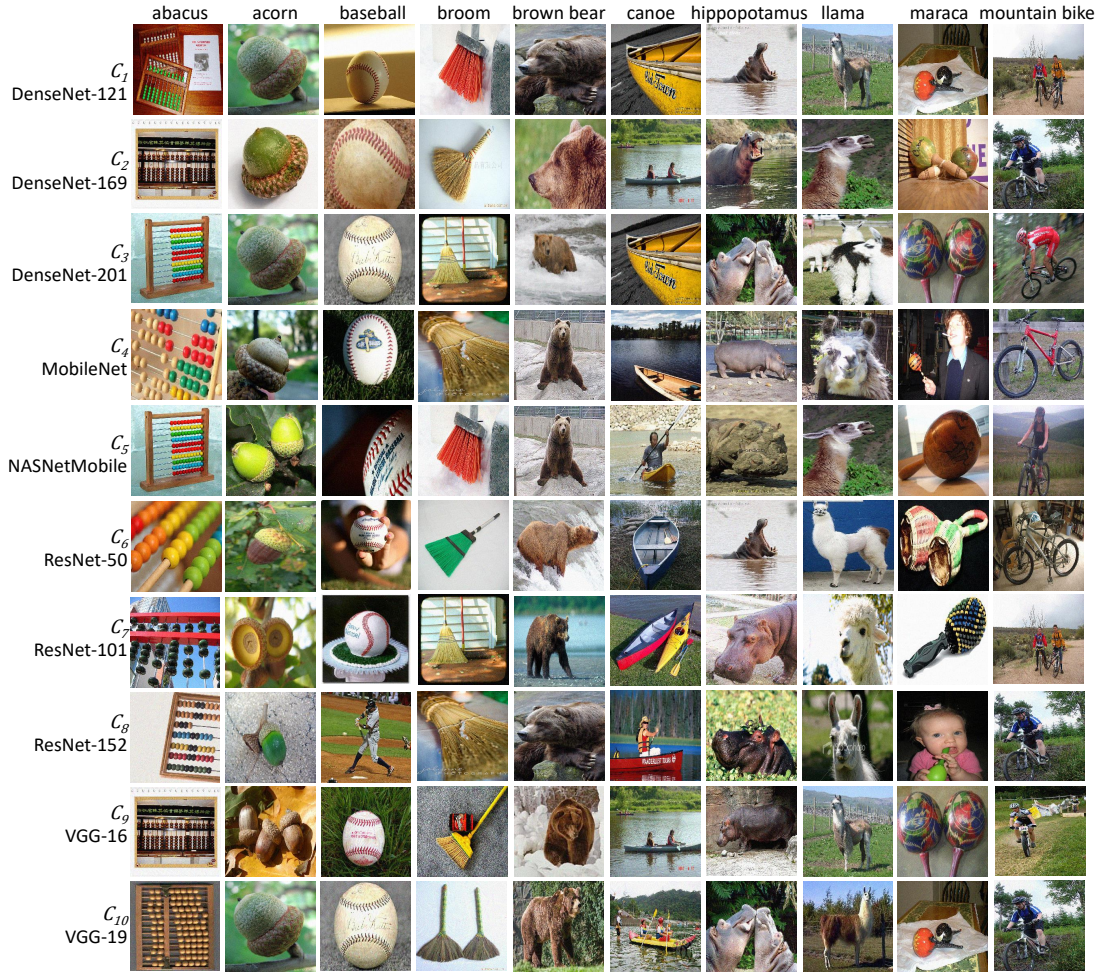 abacus acorn baseball broom brown bear canoe hippopotamus llama maraca mountain bike
C₁
DenseNet-121
C₂
DenseNet-169
C₃
DenseNet-201
C₄
MobileNet
C₅
NASNetMobile
C₆
ResNet-50
C₇
ResNet-101
C₈
ResNet-152
C₉
VGG-16
C₁₀
VGG-19